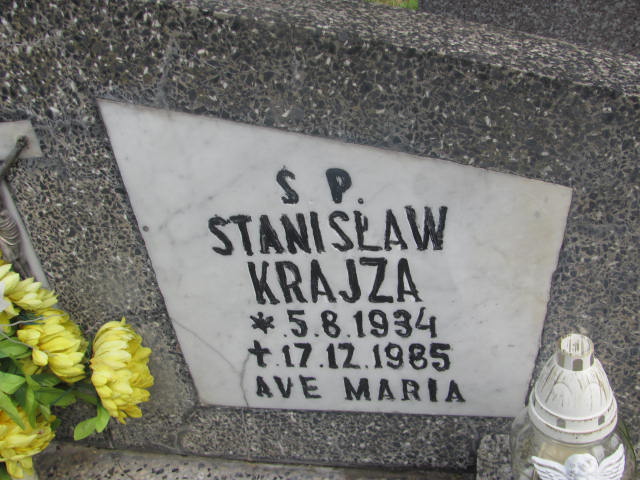 S P.
STANISŁAW
KRAJZA
* 5.8.1934
+ 17.12.1985
AVE MARIA